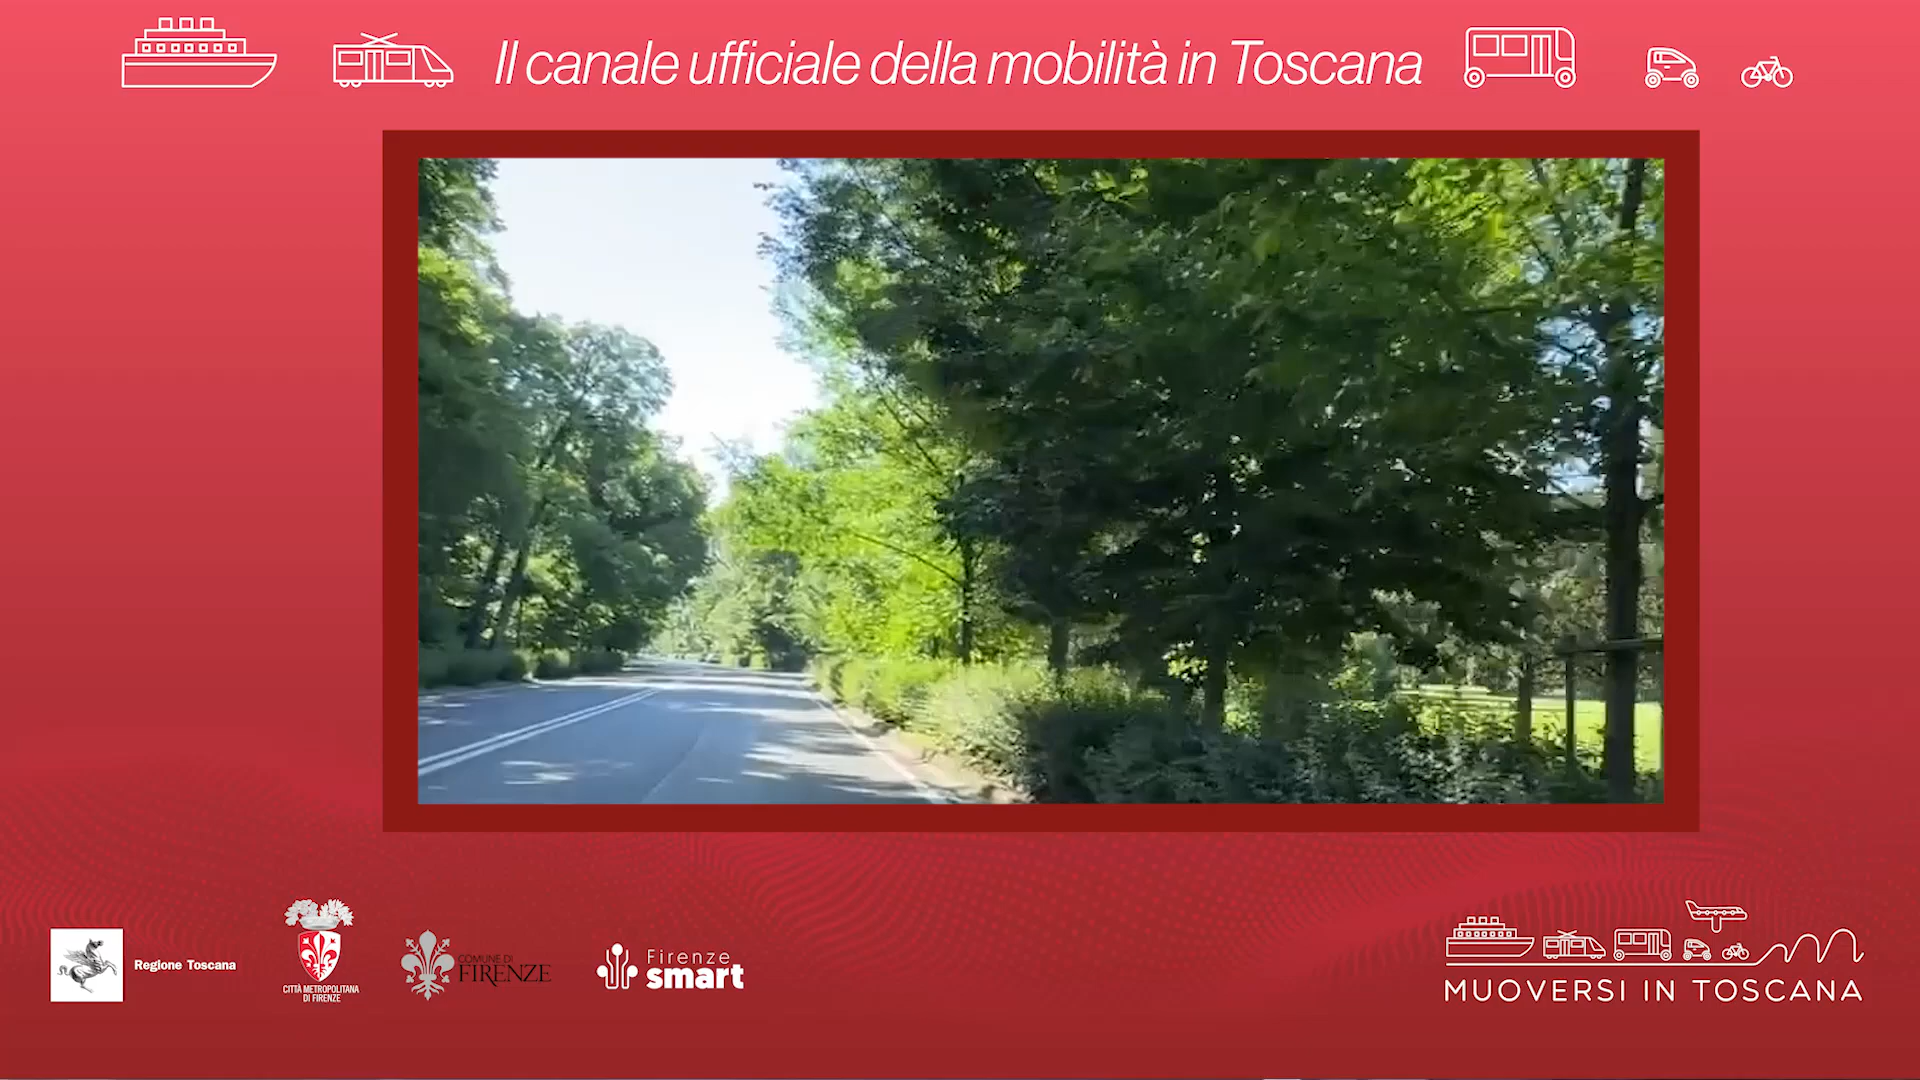 Il canale ufficiale della mobilità in Toscana
Regione Toscana
CITTÀ METROPOLITANA
DI FIRENZE
COMUNE DI
FIRENZE
Firenze
smart
MUOVERSI IN TOSCANA